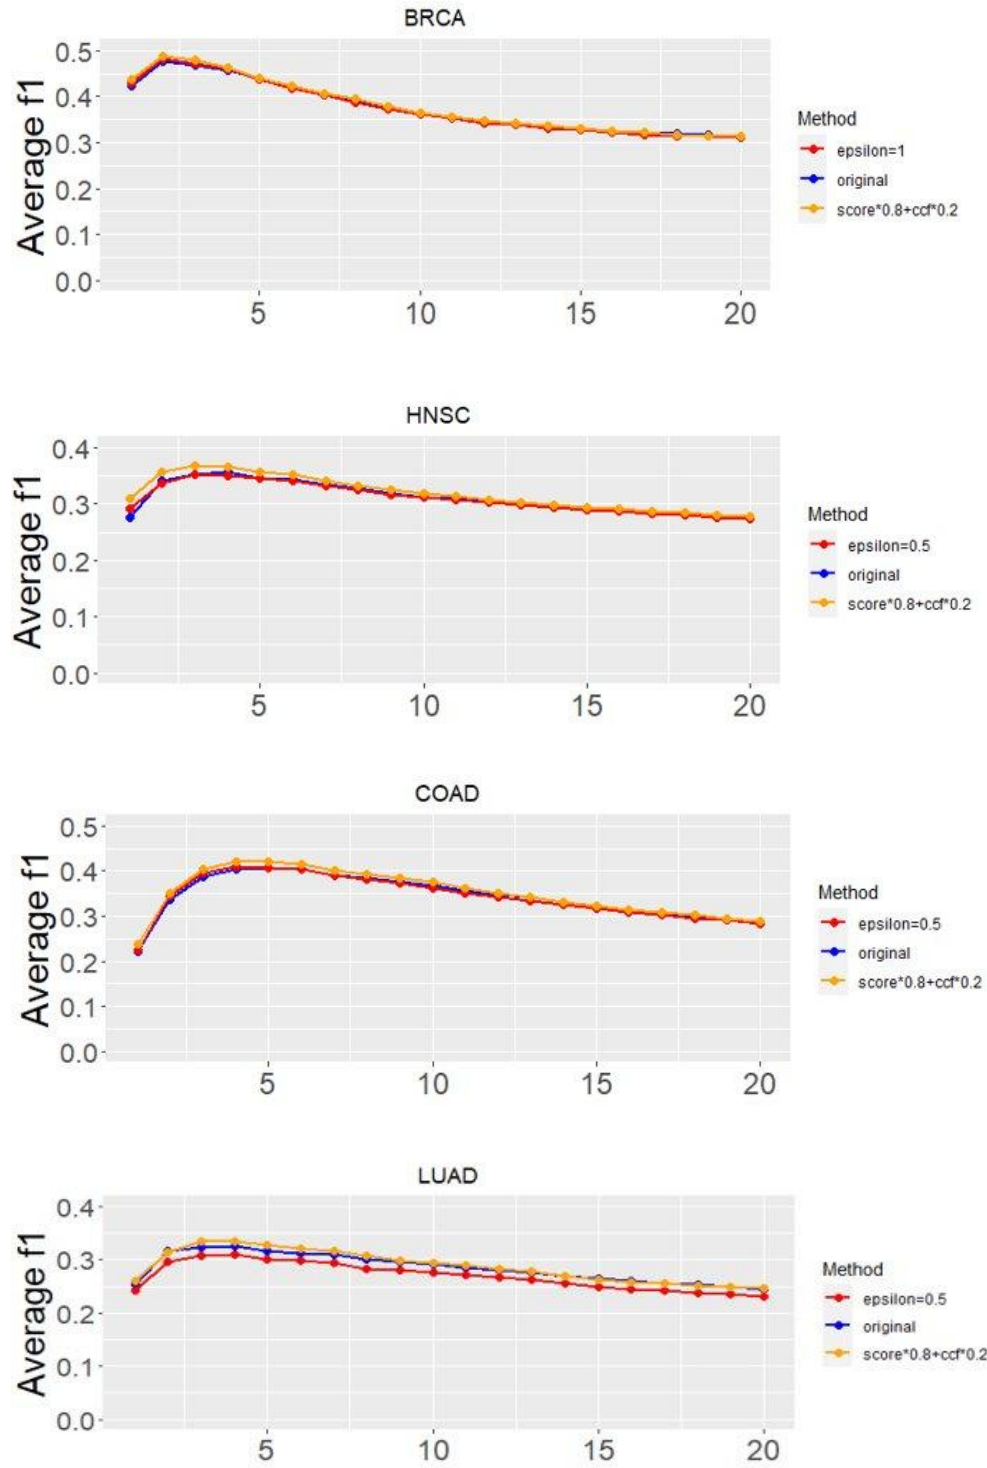 BRCA
Average f1
0.5
0.4
0.3
0.2
0.1
0.0
5 10 15 20
Method
epsilon=1
original
score*0.8+ccf*0.2
HNSC
Average f1
0.4
0.3
0.2
0.1
0.0
5 10 15 20
Method
epsilon=0.5
original
score*0.8+ccf*0.2
COAD
Average f1
0.5
0.4
0.3
0.2
0.1
0.0
5 10 15 20
Method
epsilon=0.5
original
score*0.8+ccf*0.2
LUAD
Average f1
0.4
0.3
0.2
0.1
0.0
5 10 15 20
Method
epsilon=0.5
original
score*0.8+ccf*0.2